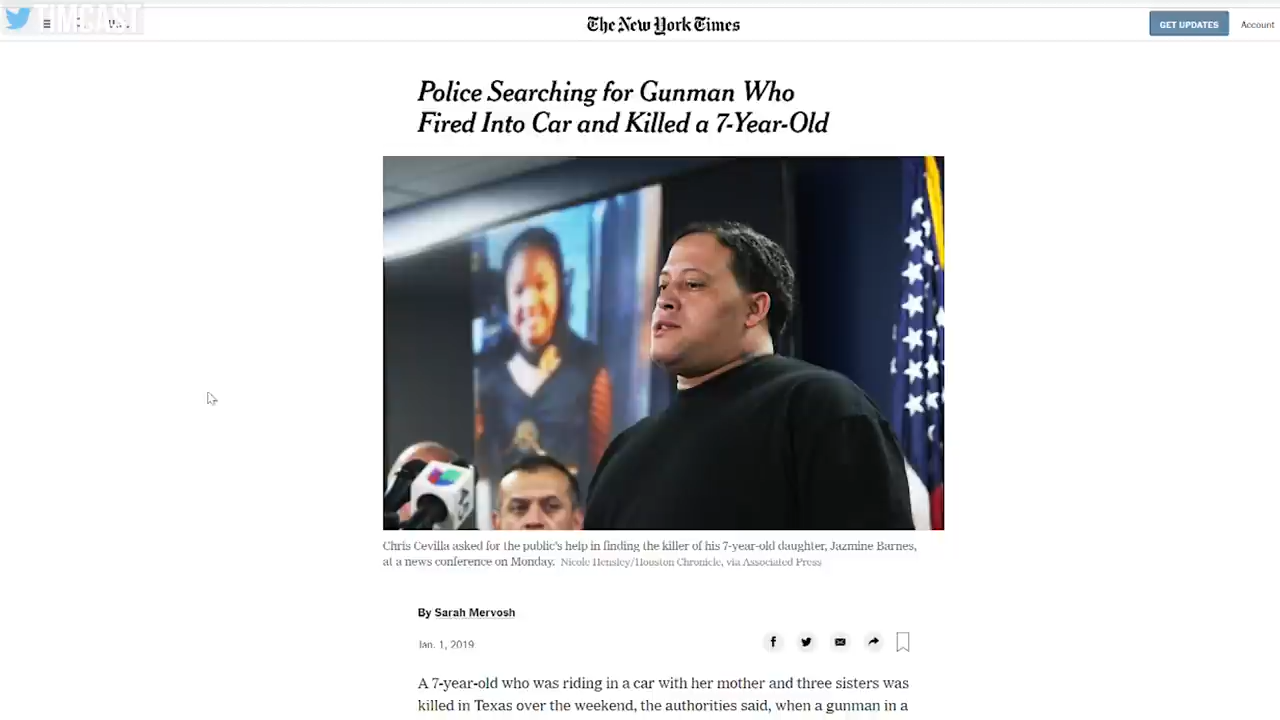 TIMCAST
The New York Times
GET UPDATES
Account
Police Searching for Gunman Who
Fired Into Car and Killed a 7-Year-Old
Chris Cevilla asked for the public's help in finding the killer of his 7-year-old daughter, Jazmine Barnes,
at a news conference on Monday. Nicole Hensley/Houston Chronicle, via Associated Press
By Sarah Mervosh
Jan. 1, 2019
A 7-year-old who was riding in a car with her mother and three sisters was
killed in Texas over the weekend, the authorities said, when a gunman in a